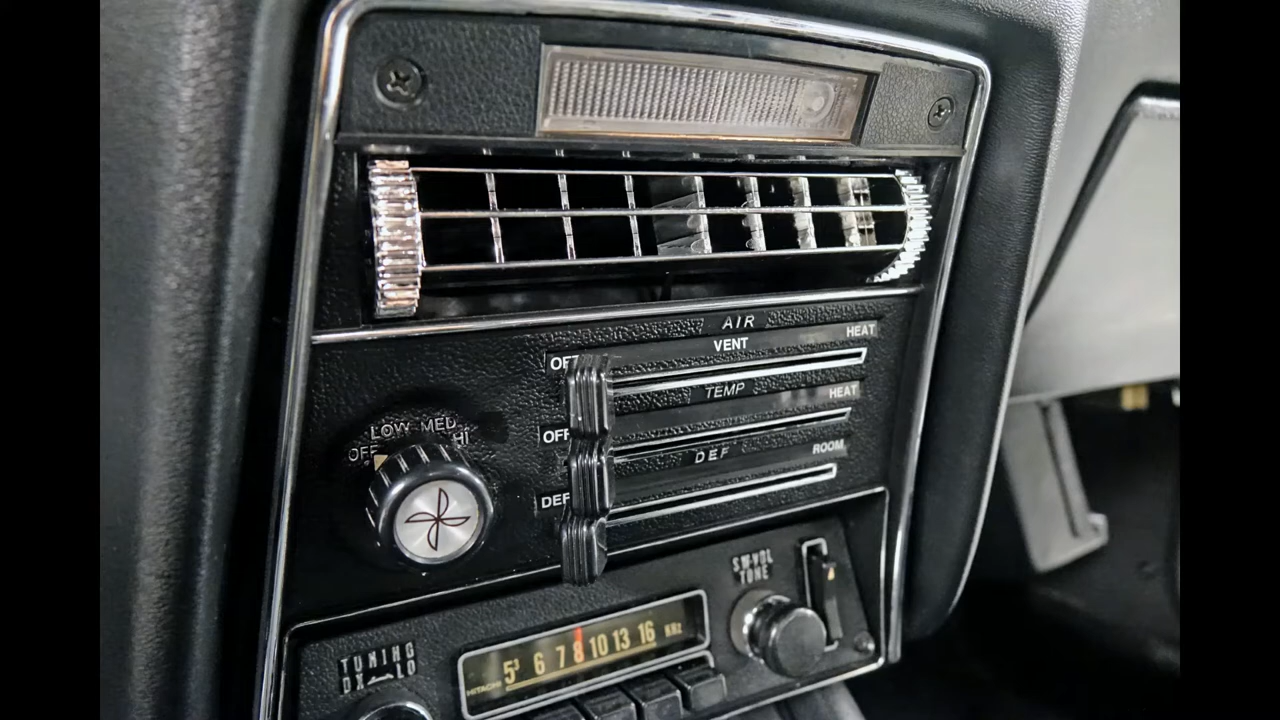 AIR
OFF VENT HEAT
TEMP
OFF HEAT
DEF
DEF ROOM
OFF LOW MED HI
SW·VOL
TONE
TUNING
DX LO
5³ 6 7 8 10 13 16 KHz
HITACHI